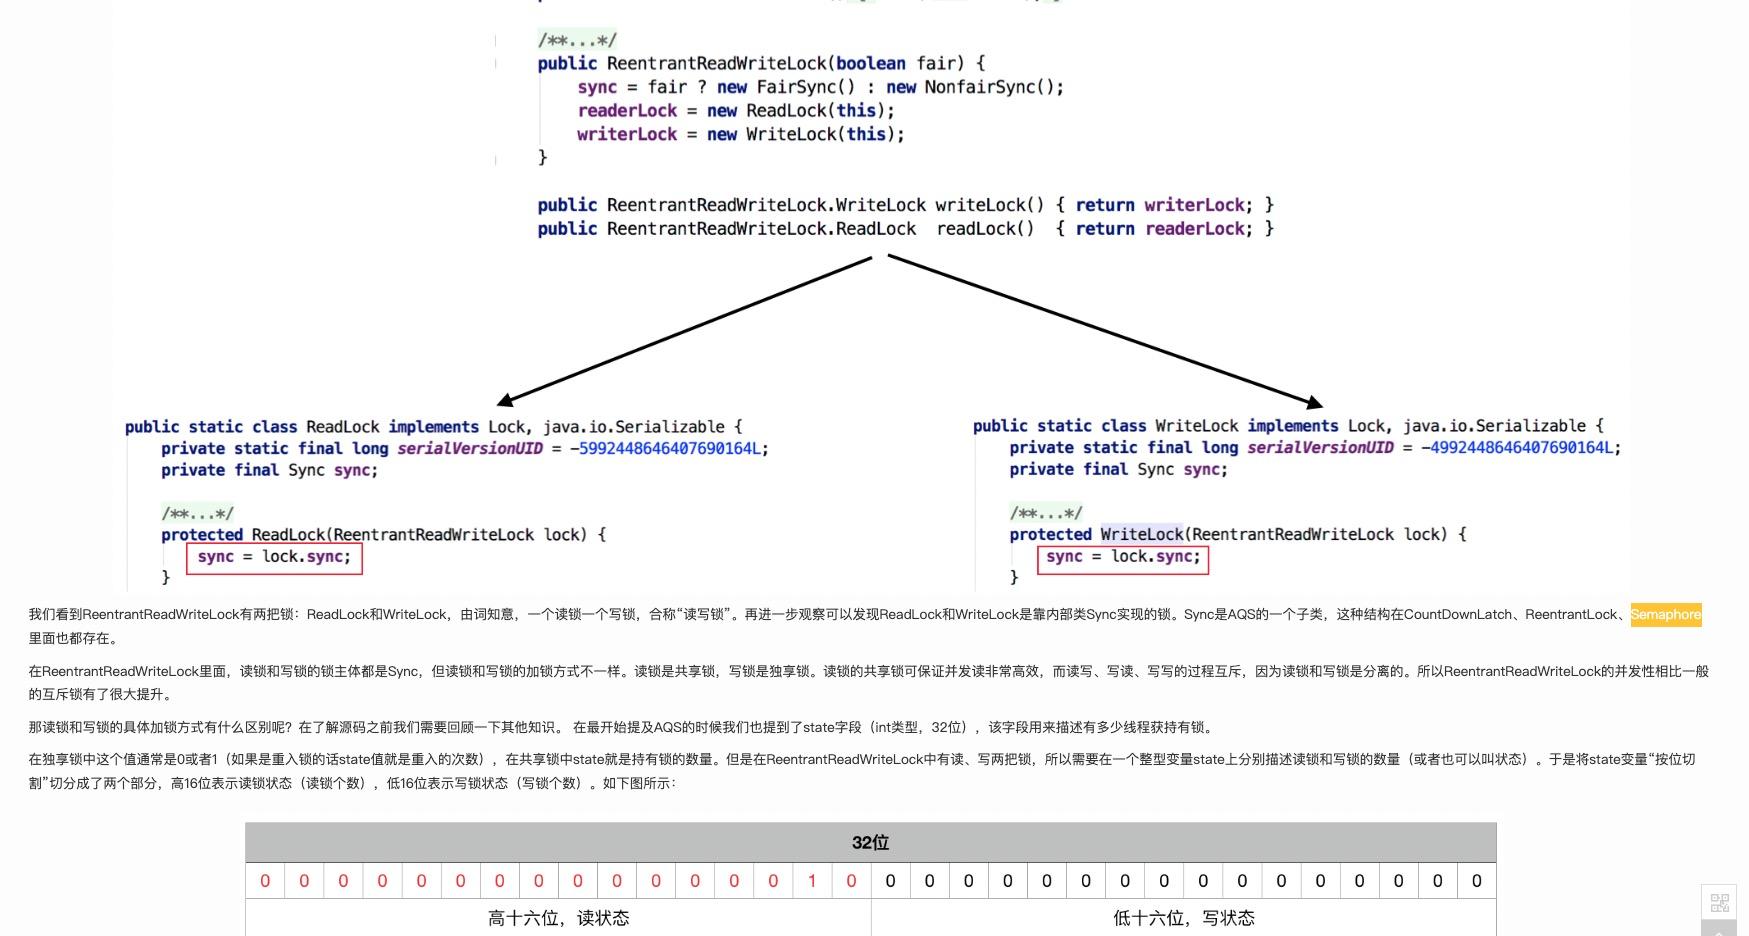 /**...*/
public ReentrantReadWriteLock(boolean fair) {
sync = fair ? new FairSync() : new NonfairSync();
readerLock = new ReadLock(this);
writerLock = new WriteLock(this);
}
public ReentrantReadWriteLock.WriteLock writeLock() { return writerLock; }
public ReentrantReadWriteLock.ReadLock  readLock()  { return readerLock; }
public static class ReadLock implements Lock, java.io.Serializable {
private static final long serialVersionUID = -5992448646407690164L;
private final Sync sync;
/**...*/
protected ReadLock(ReentrantReadWriteLock lock) {
sync = lock.sync;
}
public static class WriteLock implements Lock, java.io.Serializable {
private static final long serialVersionUID = -4992448646407690164L;
private final Sync sync;
/**...*/
protected WriteLock(ReentrantReadWriteLock lock) {
sync = lock.sync;
}
我们看到ReentrantReadWriteLock有两把锁：ReadLock和WriteLock，由词知意，一个读锁一个写锁，合称“读写锁”。再进一步观察可以发现ReadLock和WriteLock是靠内部类Sync实现的锁。Sync是AQS的一个子类，这种结构在CountDownLatch、ReentrantLock、Semaphore
里面也都存在。
在ReentrantReadWriteLock里面，读锁和写锁的锁主体都是Sync，但读锁和写锁的加锁方式不一样。读锁是共享锁，写锁是独享锁。读锁的共享锁可保证并发读非常高效，而读写、写读、写写的过程互斥，因为读锁和写锁是分离的。所以ReentrantReadWriteLock的并发性相比一般
的互斥锁有了很大提升。
那读锁和写锁的具体加锁方式有什么区别呢？在了解源码之前我们需要回顾一下其他知识。 在最开始提及AQS的时候我们也提到了state字段（int类型，32位），该字段用来描述有多少线程获持有锁。
在独享锁中这个值通常是0或者1（如果是重入锁的话state值就是重入的次数），在共享锁中state就是持有锁的数量。但是在ReentrantReadWriteLock中有读、写两把锁，所以需要在一个整型变量state上分别描述读锁和写锁的数量（或者也可以叫状态）。于是将state变量“按位切
割”切分成了两个部分，高16位表示读锁状态（读锁个数），低16位表示写锁状态（写锁个数）。如下图所示：
32位
0 0 0 0 0 0 0 0 0 0 0 0 0 0 1 0 0 0 0 0 0 0 0 0 0 0 0 0 0 0 0 0
高十六位，读状态 低十六位，写状态